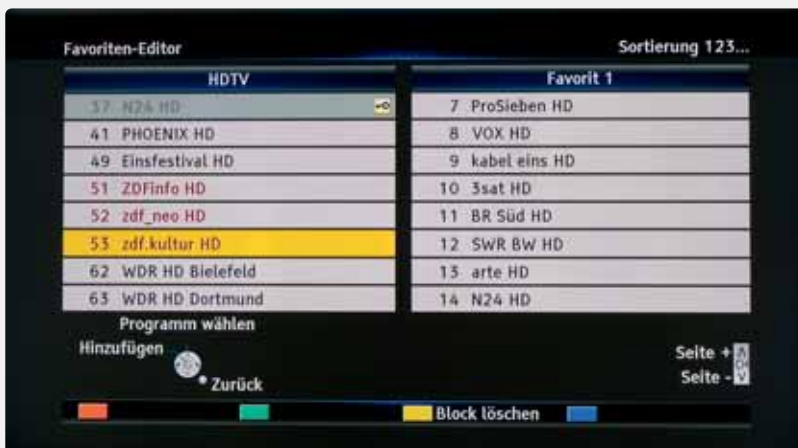 Favoriten-Editor
Sortierung 123...
HDTV
37 N24 HD
41 PHOENIX HD
49 Einsfestival HD
51 ZDFinfo HD
52 zdf_neo HD
53 zdf.kultur HD
62 WDR HD Bielefeld
63 WDR HD Dortmund
Favorit 1
7 ProSieben HD
8 VOX HD
9 kabel eins HD
10 3sat HD
11 BR Süd HD
12 SWR BW HD
13 arte HD
14 N24 HD
Programm wählen
Hinzufügen
Zurück
Seite +
Seite -
Block löschen